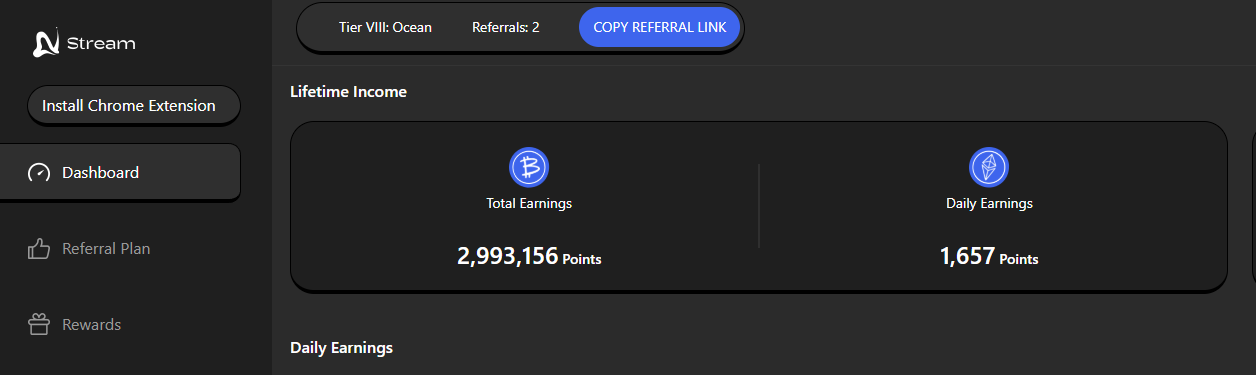 Stream
Tier VIII: Ocean Referrals: 2 COPY REFERRAL LINK
Install Chrome Extension
Dashboard
Referral Plan
Rewards
Lifetime Income
Total Earnings
2,993,156 Points
Daily Earnings
1,657 Points
Daily Earnings